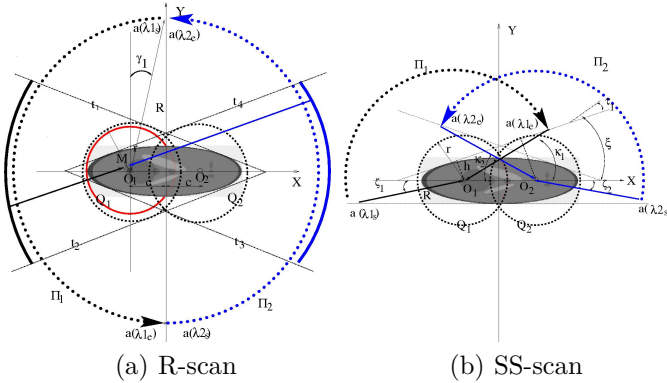 Y
a(λ1s)
a(λ2e)
γ1
R
t1
t4
r
M
O1
O2
X
c c
Q1
Q2
t2
t3
Π1
Π2
a(λ1e)
a(λ2s)
(a) R-scan
Y
Π1
Π2
a(λ2e)
a(λ1e)
r
h
κ2
κ1
ξ
ζ1
ζ2
R
O1
O2
X
a(λ1s)
a(λ2s)
Q1
Q2
(b) SS-scan